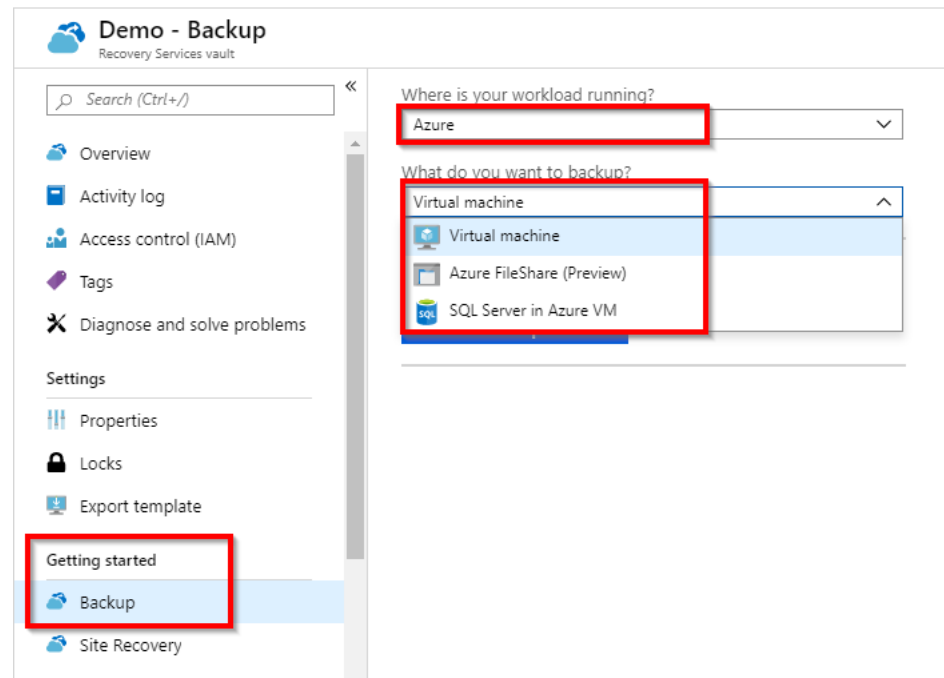 Demo - Backup
Recovery Services vault
Search (Ctrl+/)
«
Overview
Activity log
Access control (IAM)
Tags
Diagnose and solve problems
Settings
Properties
Locks
Export template
Getting started
Backup
Site Recovery
Where is your workload running?
Azure
What do you want to backup?
Virtual machine
Virtual machine
Azure FileShare (Preview)
SQL
SQL Server in Azure VM